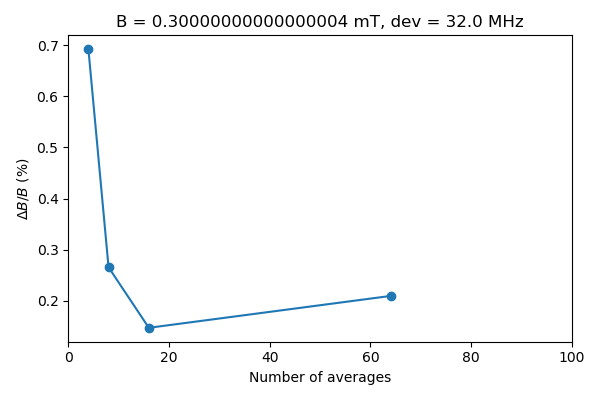 B = 0.30000000000000004 mT, dev = 32.0 MHz
0.7
0.6
0.5
0.4
0.3
0.2
ΔB/B (%)
0 20 40 60 80 100
Number of averages